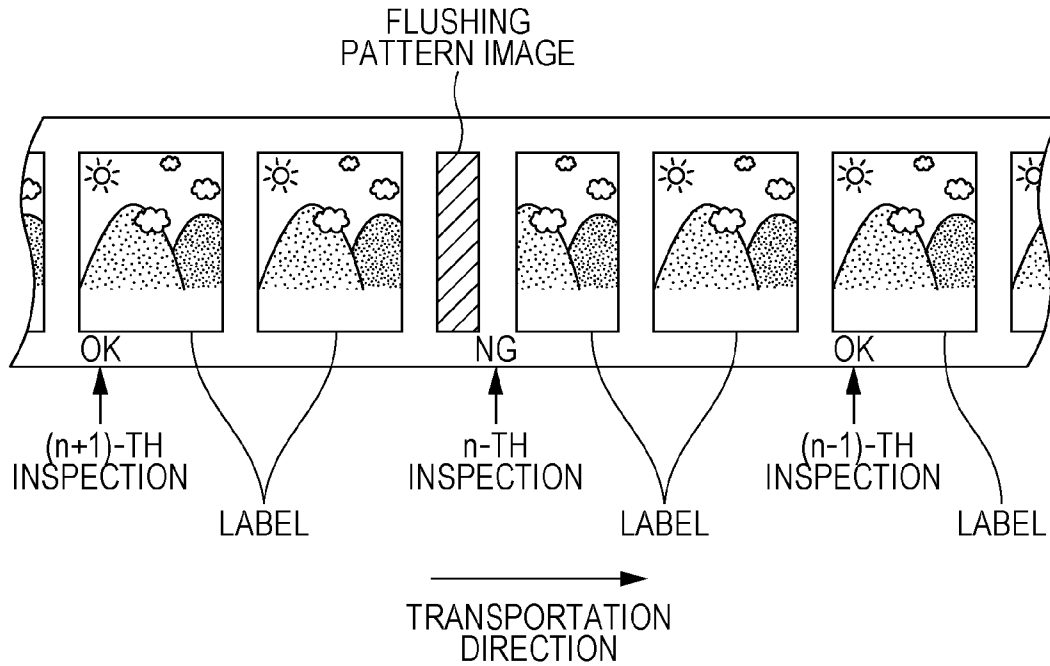 FLUSHING
PATTERN IMAGE
OK
NG
OK
(n+1)-TH
INSPECTION
n-TH
INSPECTION
(n-1)-TH
INSPECTION
LABEL
LABEL
LABEL
TRANSPORTATION
DIRECTION